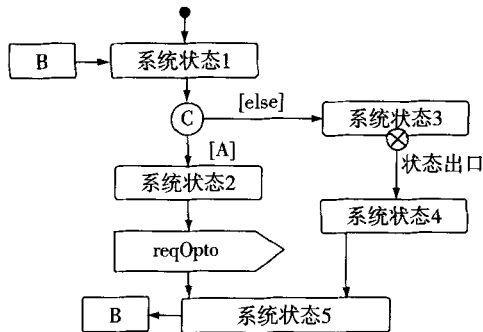 B
系统状态1
C
[else]
系统状态3
[A]
状态出口
系统状态2
系统状态4
reqOpto
B
系统状态5